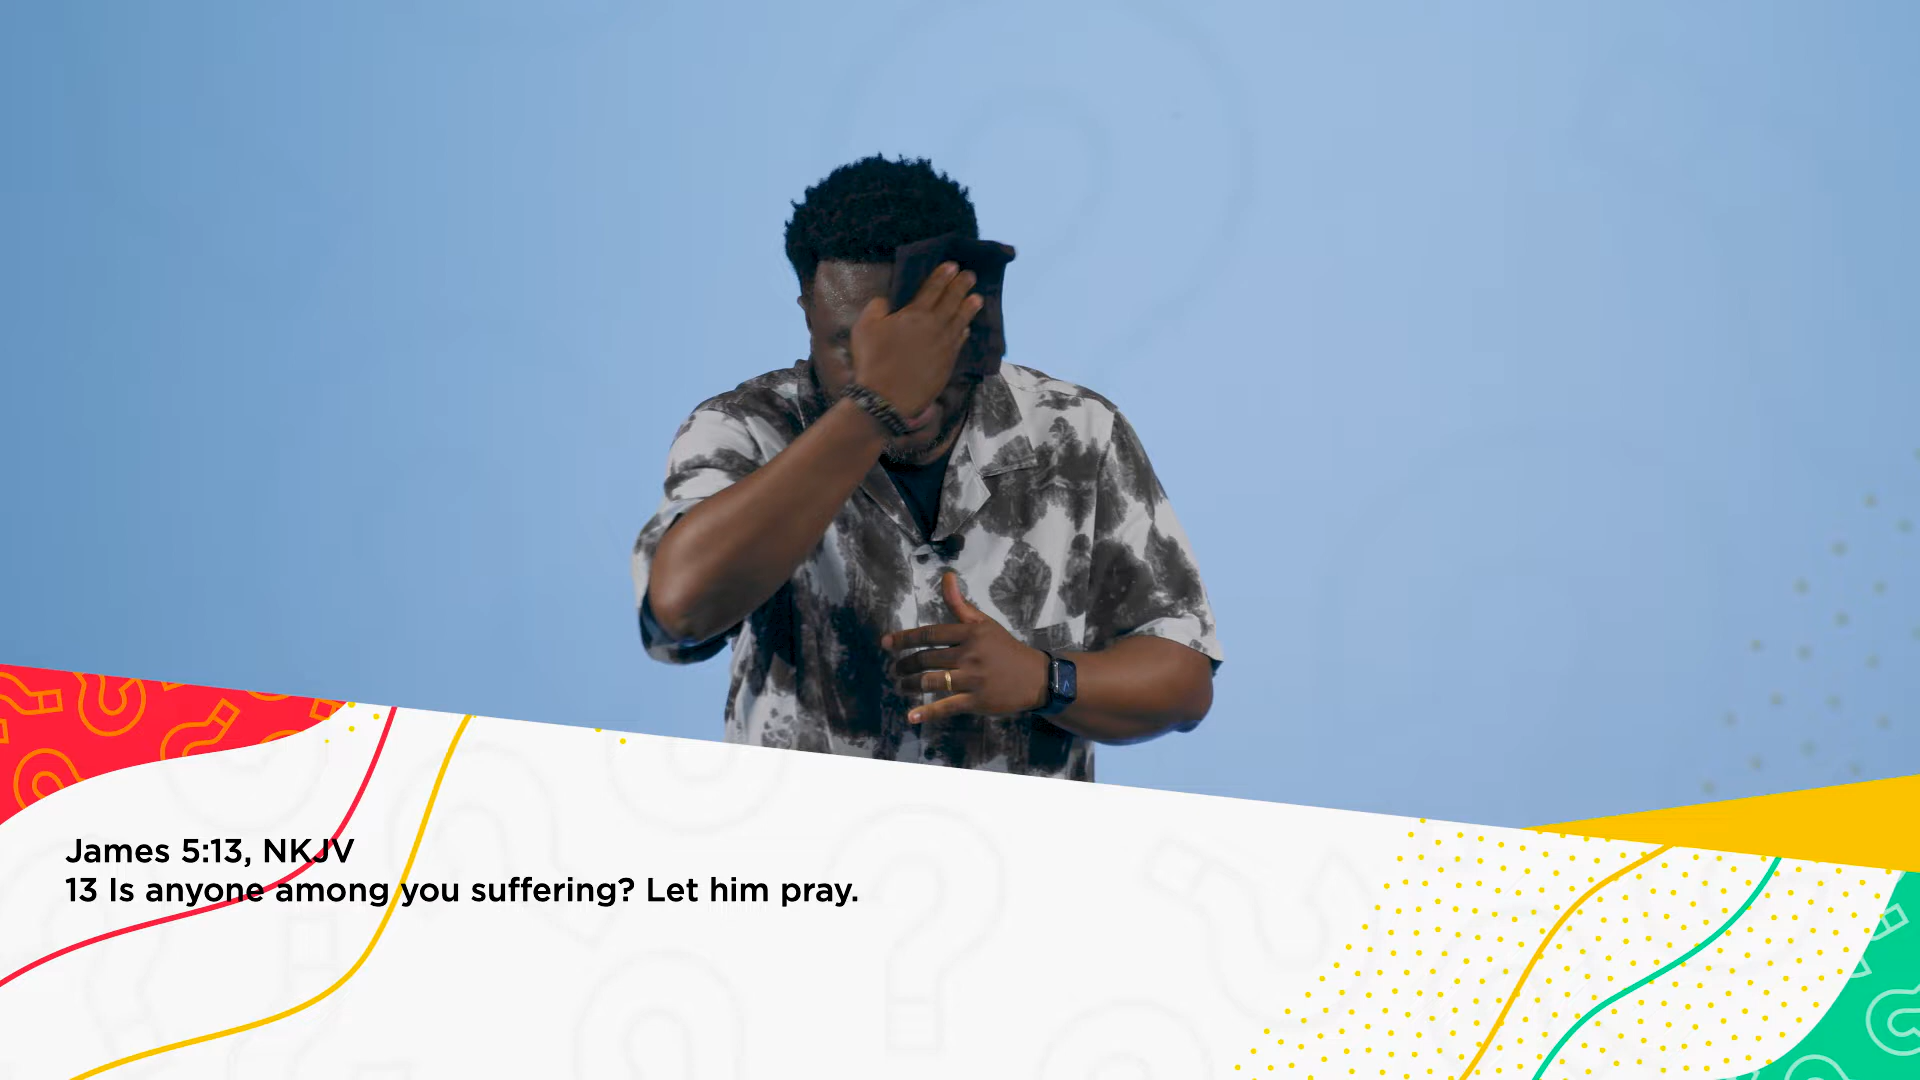 James 5:13, NKJV
13 Is anyone among you suffering? Let him pray.